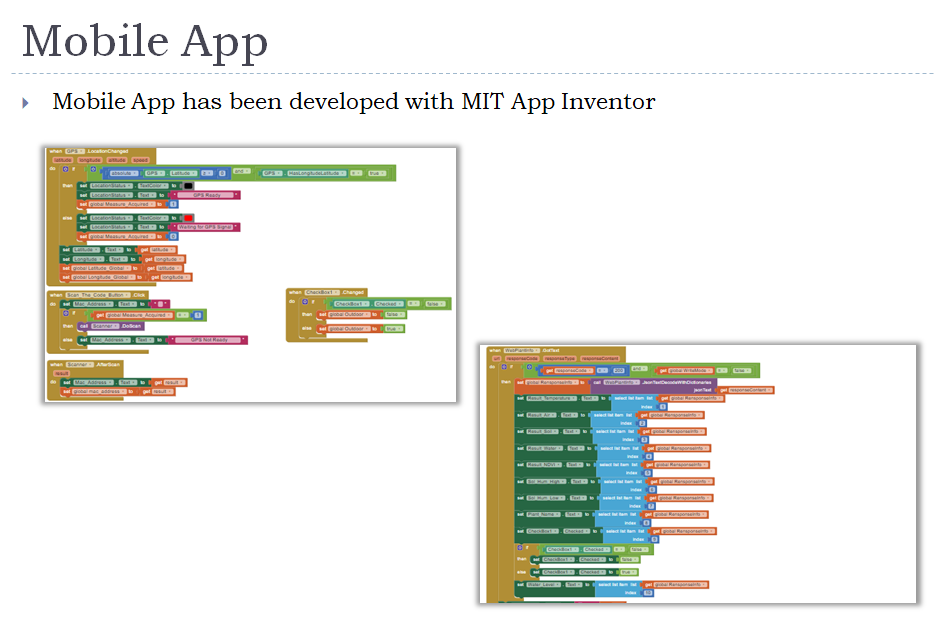 Mobile App
Mobile App has been developed with MIT App Inventor
when GPS .LocationChanged
latitude longitude altitude speed
do if absolute GPS Latitude 0 and GPS HasLongitudeLatitude = true
then set LocationStatus . TextColor to
set LocationStatus . Text to " GPS Ready "
set global Measure_Acquired to 1
else set LocationStatus . TextColor to
set LocationStatus . Text to " Waiting for GPS Signal "
set global Measure_Acquired to 0
set Latitude . Text to get latitude
set Longitude . Text to get longitude
set global Latitude_Global to get latitude
set global Longitude_Global to get longitude
when Scan_The_Code_Button .Click
do set Mac_Address . Text to " "
if get global Measure_Acquired = 1
then call Scanner .DoScan
else set Mac_Address . Text to " GPS Not Ready "
when Scanner .AfterScan
result
do set Mac_Address . Text to get result
set global mac_address to get result
when CheckBox1 .Changed
do if CheckBox1 . Checked = false
then set global Outdoor to false
else set global Outdoor to true
when WebPlantInfo .GotText
url responseCode responseType responseContent
do if get responseCode = 200 and get global WriteMode = false
then set global ResponseInfo to call WebPlantInfo .JsonTextDecodeWithDictionaries
jsonText get responseContent
set Result_Temperature . Text to select list item list get global ResponseInfo
index 1
set Result_Air . Text to select list item list get global ResponseInfo
index 2
set Result_Soil . Text to select list item list get global ResponseInfo
index 3
set Result_Water . Text to select list item list get global ResponseInfo
index 4
set Result_NDVI . Text to select list item list get global ResponseInfo
index 5
set Soil_Hum_High . Text to select list item list get global ResponseInfo
index 6
set Soil_Hum_Low . Text to select list item list get global ResponseInfo
index 7
set Plant_Name . Text to select list item list get global ResponseInfo
index 8
set CheckBox1 . Checked to select list item list get global ResponseInfo
index 9
if CheckBox1 . Checked = false
then set CheckBox1 . Checked to false
else set CheckBox1 . Checked to true
set Water_Level . Text to select list item list get global ResponseInfo
index 10